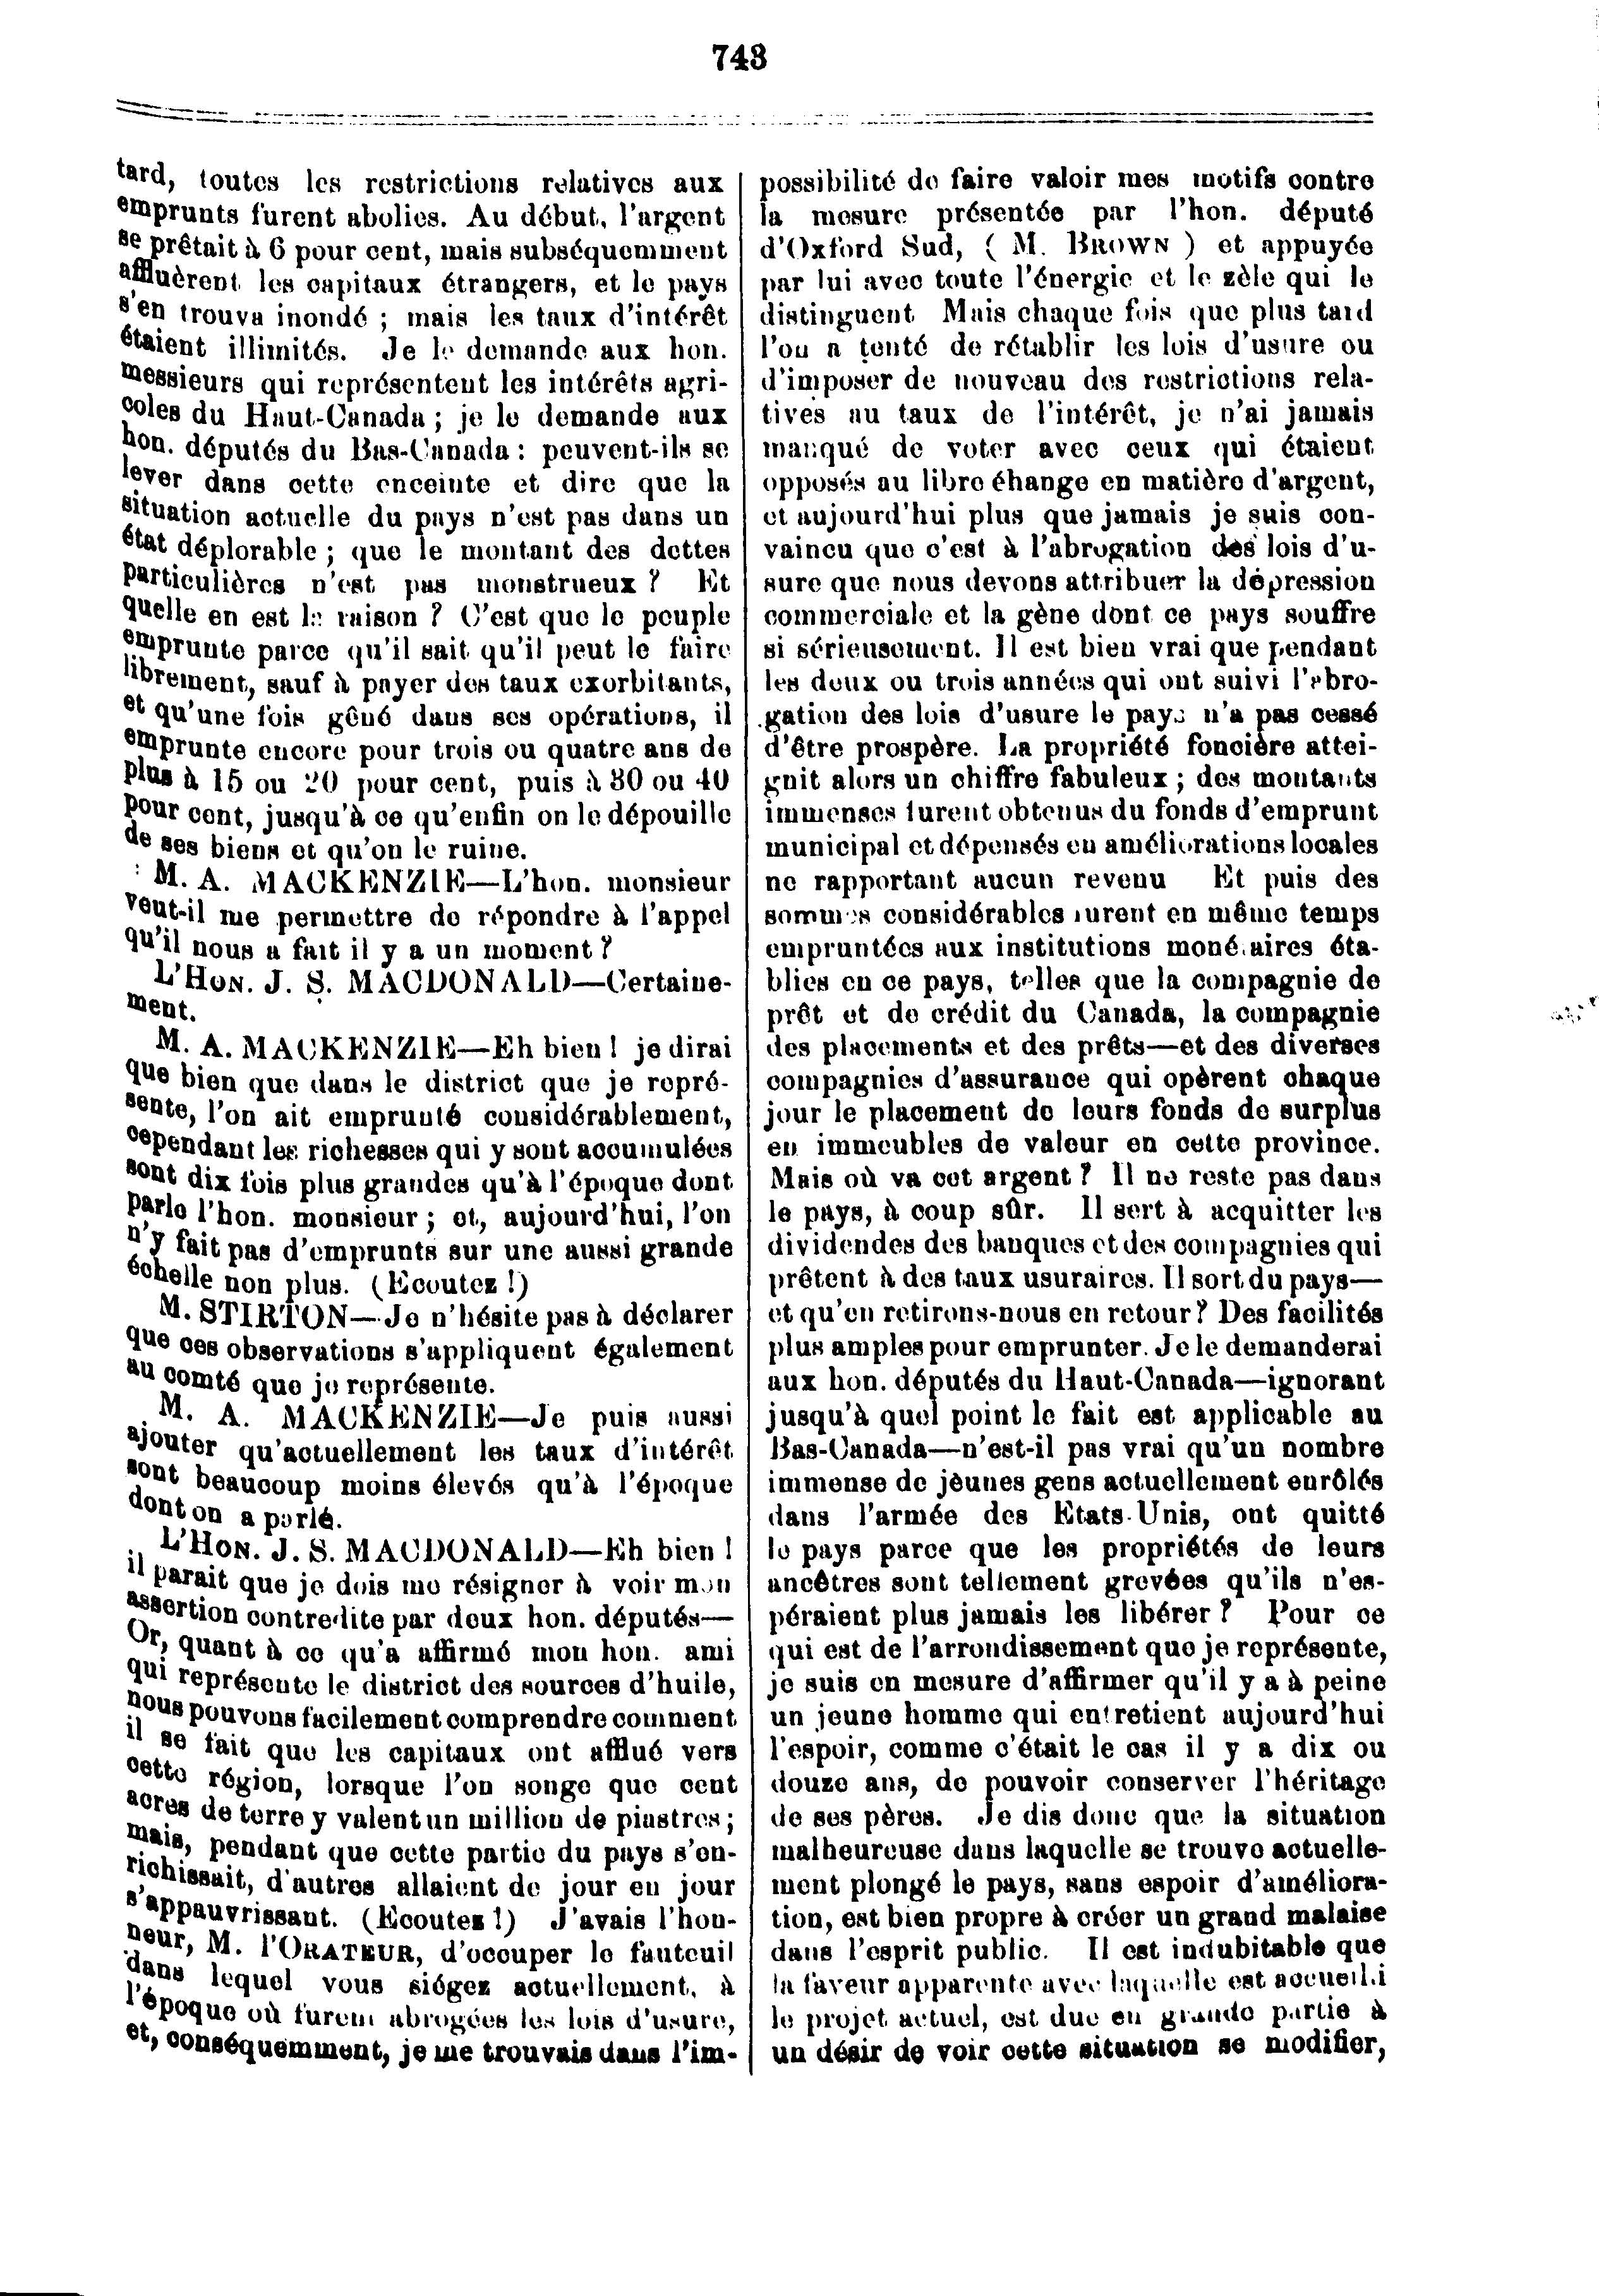 743
tard, toutes les restrictions relatives aux
emprunts furent abolies. Au début, l'argent
se prêtait à 6 pour cent, mais subséquemment
affluèrent les capitaux étrangers, et le pays
s'en trouva inondé ; mais les taux d'intérêt
étaient illimités. Je le demande aux hon.
messieurs qui représentent les intérêts agri-
coles du Haut-Canada ; je le demande aux
hon. députés du Bas-Canada : peuvent-ils se
lever dans cette enceinte et dire que la
situation actuelle du pays n'est pas dans un
état déplorable ; que le montant des dettes
particulières n'est pas monstrueux ? Et
quelle en est la raison ? C'est que le peuple
emprunte parce qu'il sait qu'il peut le faire
librement, sauf à payer des taux exorbitants,
et qu'une fois gêné dans ses opérations, il
emprunte encore pour trois ou quatre ans de
plus à 15 ou 20 pour cent, puis à 30 ou 40
pour cent, jusqu'à ce qu'enfin on le dépouille
de ses biens et qu'on le ruine.
M. A. MACKENZIE—L'hon. monsieur
veut-il me permettre de répondre à l'appel
qu'il nous a fait il y a un moment ?
L'HON. J. S. MACDONALD—Certaine-
ment.
M. A. MACKENZIE—Eh bien ! je dirai
que bien que dans le district que je repré-
sente, l'on ait emprunté considérablement,
cependant les richesses qui y sont accumulées
sont dix fois plus grandes qu'à l'époque dont
parle l'hon. monsieur ; et, aujourd'hui, l'on
n'y fait pas d'emprunts sur une aussi grande
échelle non plus. (Ecoutez !)
M. STIRTON—Je n'hésite pas à déclarer
que ces observations s'appliquent également
au comté que je représente.
M. A. MACKENZIE—Je puis aussi
ajouter qu'actuellement les taux d'intérêt
sont beaucoup moins élevés qu'à l'époque
dont on a parlé.
L'HON. J. S. MACDONALD—Eh bien !
il parait que je dois me résigner à voir mon
assertion contredite par deux hon. députés—
Or, quant à ce qu'a affirmé mon hon. ami
qui représente le district des sources d'huile,
nous pouvons facilement comprendre comment
il se fait que les capitaux ont afflué vers
cette région, lorsque l'on songe que cent
acres de terre y valent un million de piastres ;
mais, pendant que cette partie du pays s'en-
richissait, d'autres allaient de jour en jour
s'appauvrissant. (Ecoutez !) J'avais l'hon-
neur, M. l'ORATEUR, d'occuper le fauteuil
dans lequel vous siégez actuellement, à
l'époque où furent abrogées les lois d'usure,
et, conséquemment, je me trouvais dans l'im-
possibilité de faire valoir mes motifs contre
la mesure présentée par l'hon. député
d'Oxford Sud, ( M. BROWN ) et appuyée
par lui avec toute l'énergie et le zèle qui le
distinguent Mais chaque fois que plus tard
l'on a tenté de rétablir les lois d'usure ou
d'imposer de nouveau des restrictions rela-
tives au taux de l'intérêt, je n'ai jamais
manqué de voter avec ceux qui étaient
opposés au libre éhange en matière d'argent,
et aujourd'hui plus que jamais je suis con-
vaincu que c'est à l'abrogation des lois d'u-
sure que nous devons attribuer la dépression
commerciale et la gène dont ce pays souffre
si sérieusement. Il est bien vrai que pendant
les deux ou trois années qui ont suivi l'abro-
gation des lois d'usure le pays n'a pas cessé
d'être prospère. La propriété foncière attei-
gnit alors un chiffre fabuleux ; des montants
immenses furent obtenus du fonds d'emprunt
municipal et dépensés en améliorations locales
ne rapportant aucun revenu Et puis des
sommes considérables furent en même temps
empruntées aux institutions monétaires éta-
blies en ce pays, telles que la compagnie de
prêt et de crédit du Canada, la compagnie
des placements et des prêts—et des diverses
compagnies d'assurance qui opèrent chaque
jour le placement de leurs fonds de surplus
en immeubles de valeur en cette province.
Mais où va cet argent ? Il ne reste pas dans
le pays, à coup sûr. Il sert à acquitter les
dividendes des banques et des compagnies qui
prêtent à des taux usuraires. Il sort du pays—
et qu'en retirons-nous en retour ? Des facilités
plus amples pour emprunter. Je le demanderai
aux hon. députés du Haut-Canada—ignorant
jusqu'à quel point le fait est applicable au
Bas-Canada—n'est-il pas vrai qu'un nombre
immense de jeunes gens actuellement enrôlés
dans l'armée des Etats-Unis, ont quitté
le pays parce que les propriétés de leurs
ancêtres sont tellement grevées qu'ils n'es-
péraient plus jamais les libérer ? Pour ce
qui est de l'arrondissement que je représente,
je suis en mesure d'affirmer qu'il y a à peine
un jeune homme qui entretient aujourd'hui
l'espoir, comme c'était le cas il y a dix ou
douze ans, de pouvoir conserver l'héritage
de ses pères. Je dis donc que la situation
malheureuse dans laquelle se trouve actuelle-
ment plongé le pays, sans espoir d'améliora-
tion, est bien propre à créer un grand malaise
dans l'esprit public. Il est indubitable que
la faveur apparente avec laquelle est accueilli
le projet actuel, est due en grande partie à
un désir de voir cette situation se modifier,